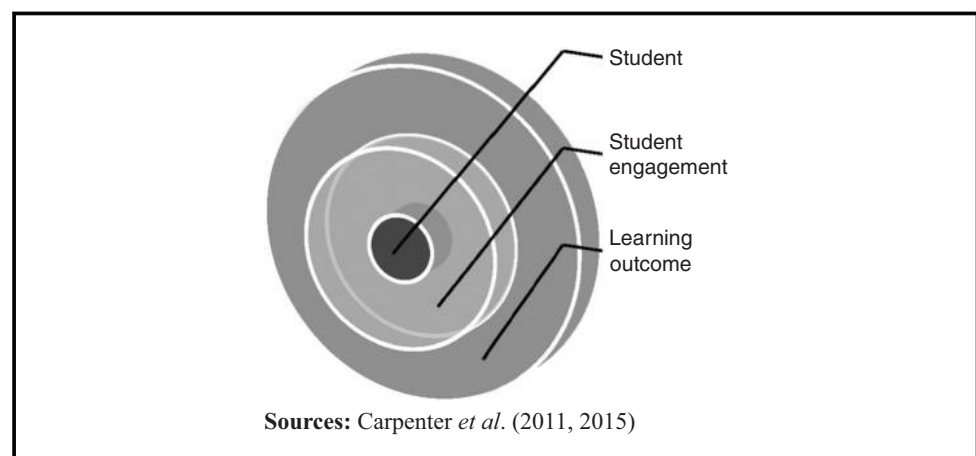 Student
Student
engagement
Learning
outcome
Sources: Carpenter et al. (2011, 2015)